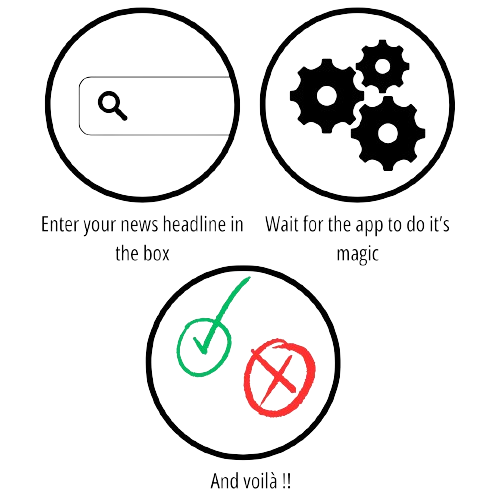 Enter your news headline in
the box
Wait for the app to do it's
magic
And voilà !!